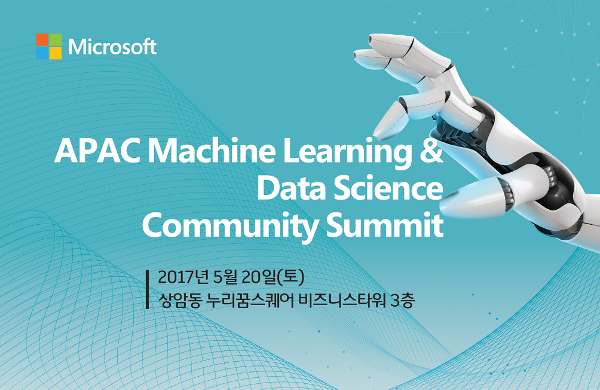 Microsoft
APAC Machine Learning &
Data Science
Community Summit
2017년 5월 20일(토)
상암동 누리꿈스퀘어 비즈니스타워 3층